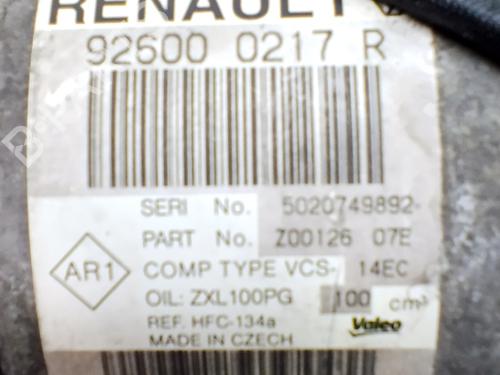 RENAULT
92600 0217 R
SERI No. 5020749892-
PART No. Z00126 07E
AR1
COMP TYPE VCS- 14EC
OIL: ZXL100PG 100 cm³
REF. HFC-134a
MADE IN CZECH
Valeo